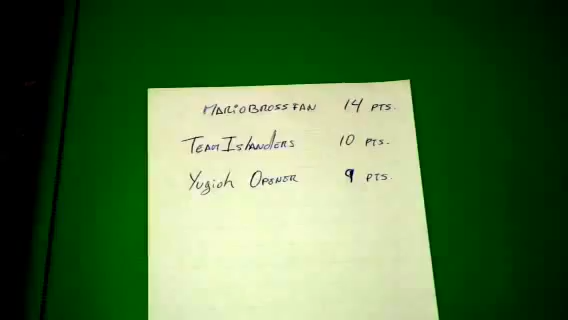 MarioBrossFan 14 PTS.
TeamIslanders 10 PTS.
Yugioh Opener 9 PTS.